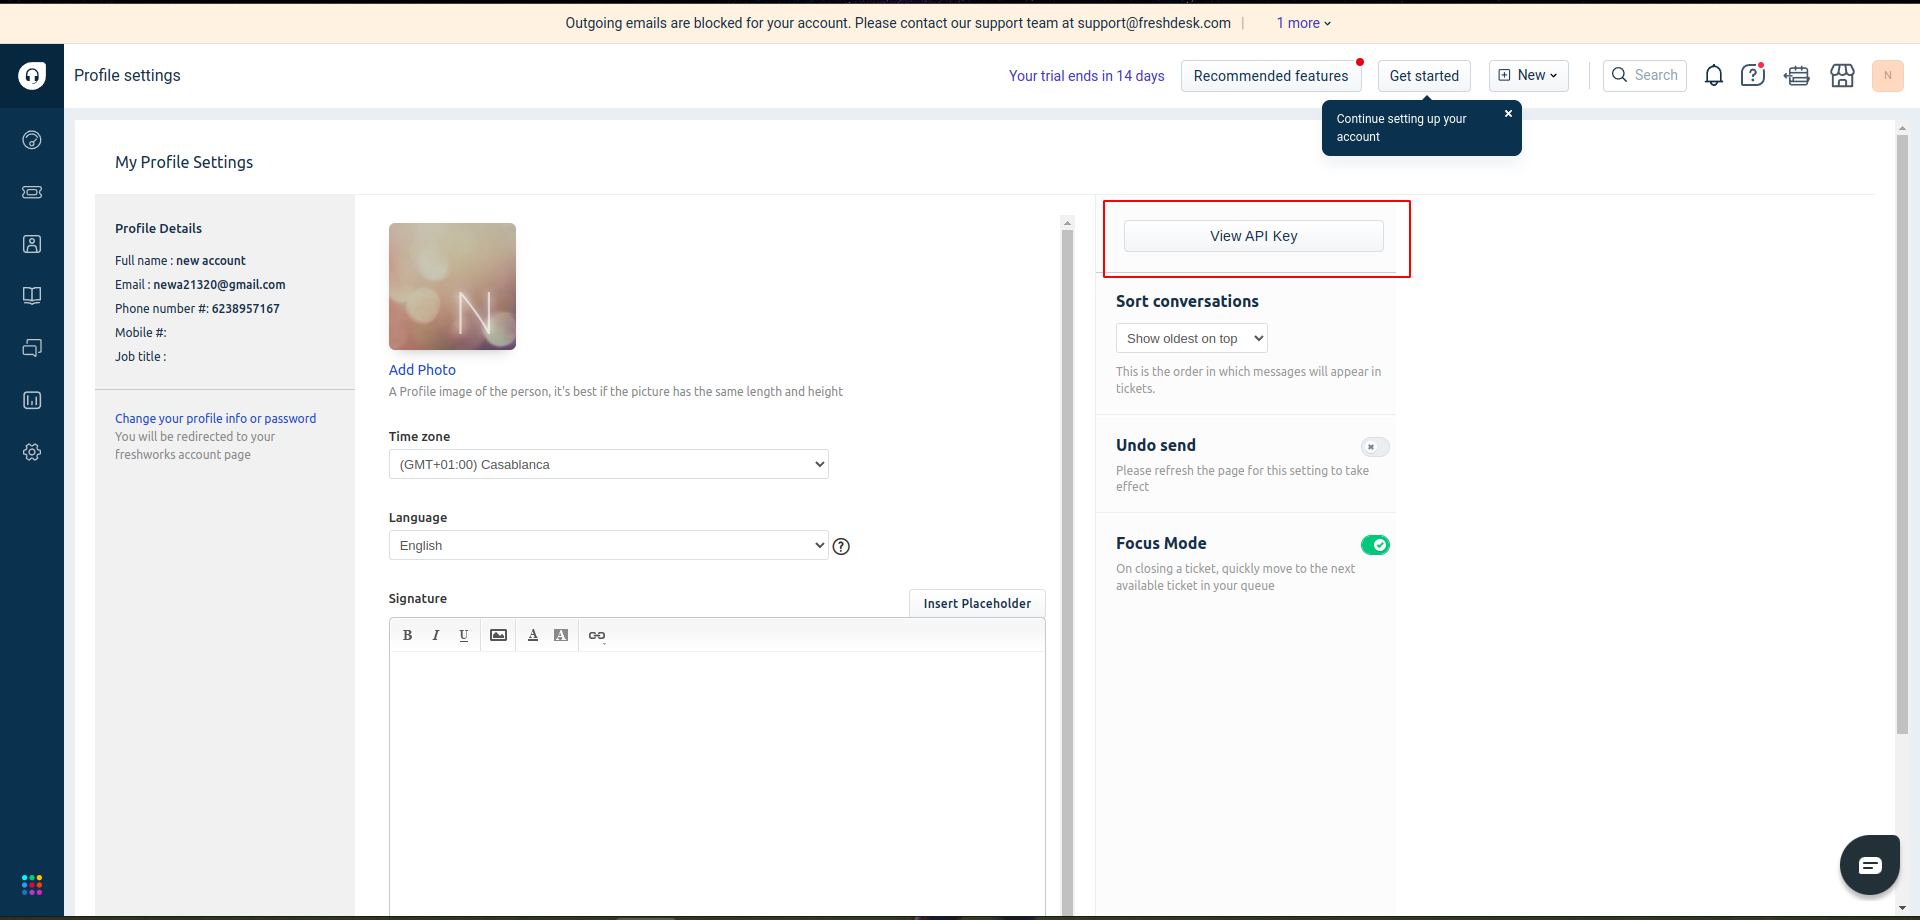 Outgoing emails are blocked for your account. Please contact our support team at support@freshdesk.com | 1 more
Profile settings
Your trial ends in 14 days
Recommended features
Get started
New
Search
N
Continue setting up your
account
My Profile Settings
Profile Details
Full name : new account
Email : newa21320@gmail.com
Phone number #: 6238957167
Mobile #:
Job title :
Change your profile info or password
You will be redirected to your
freshworks account page
N
Add Photo
A Profile image of the person, it's best if the picture has the same length and height
Time zone
(GMT+01:00) Casablanca
Language
English
?
Signature
Insert Placeholder
B I U A A
View API Key
Sort conversations
Show oldest on top
This is the order in which messages will appear in
tickets.
Undo send
Please refresh the page for this setting to take
effect
Focus Mode
On closing a ticket, quickly move to the next
available ticket in your queue